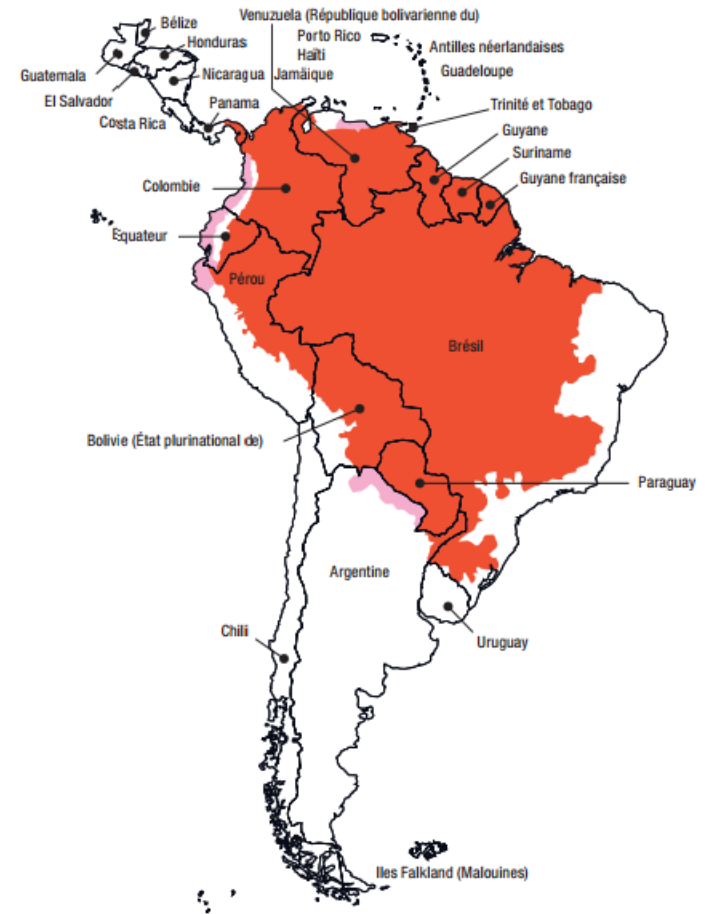 Venuzuela (République bolivarienne du)
Bélize
Porto Rico
Honduras
Haïti
Antilles néerlandaises
Guatemala
Nicaragua
Jamäique
Guadeloupe
El Salvador
Panama
Trinité et Tobago
Costa Rica
Guyane
Suriname
Colombie
Guyane française
Equateur
Pérou
Brésil
Bolivie (État plurinational de)
Paraguay
Argentine
Chili
Uruguay
Iles Falkland (Malouines)